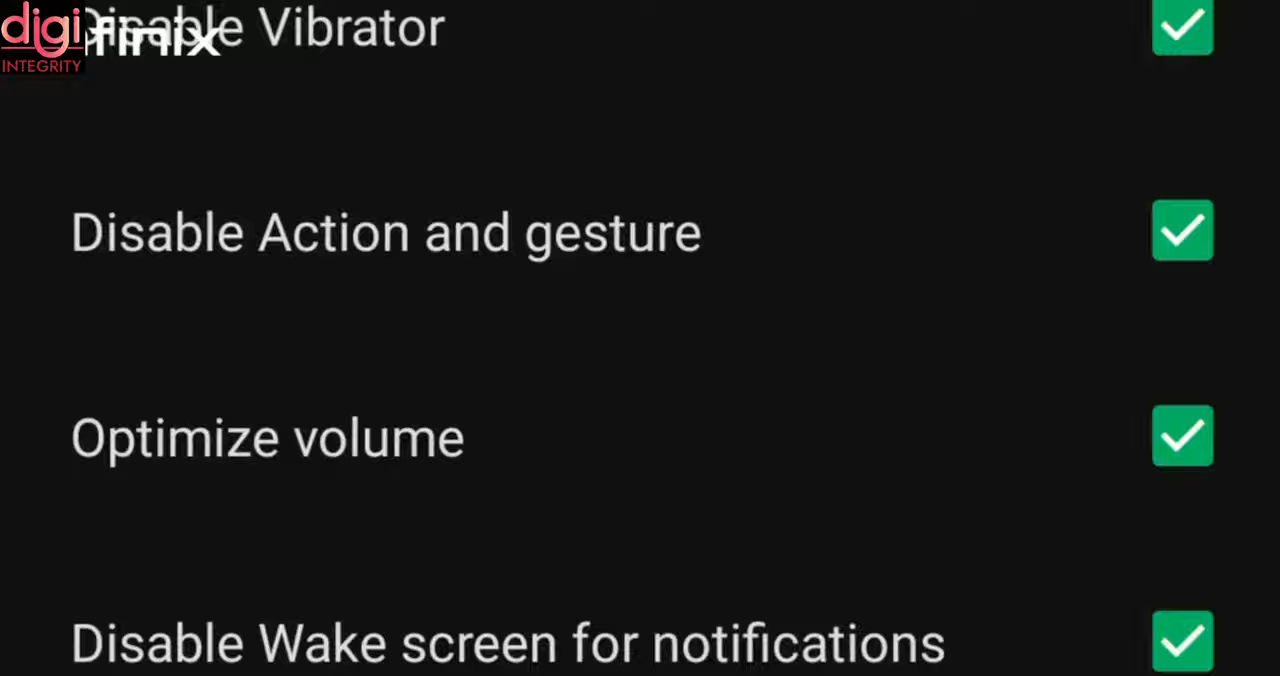 digi
INTEGRITY
Disable Vibrator
Disable Action and gesture
Optimize volume
Disable Wake screen for notifications